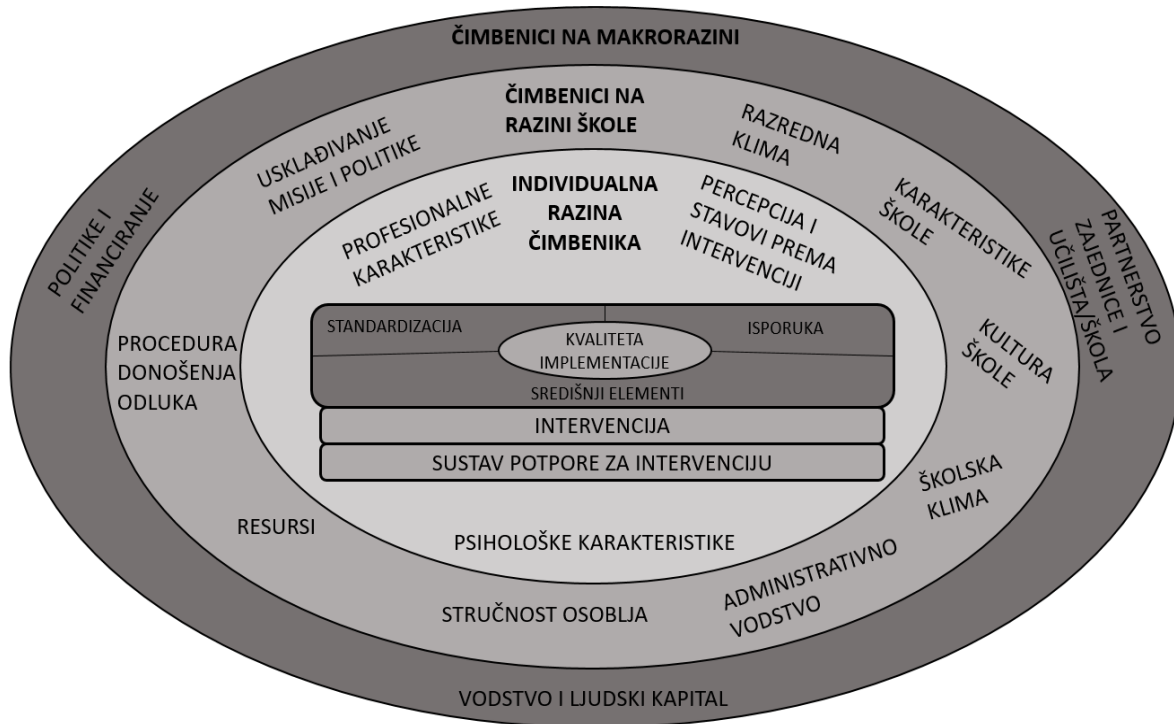 ČIMBENICI NA MAKRORAZINI
POLITIKE I
FINANCIRANJE
PARTNERSTVO
ZAJEDNICE I
UČILIŠTA/ŠKOLA
VODSTVO I LJUDSKI KAPITAL
ČIMBENICI NA
RAZINI ŠKOLE
USKLAĐIVANJE
MISIJE I POLITIKE
RAZREDNA
KLIMA
KARAKTERISTIKE
ŠKOLE
KULTURA
ŠKOLE
ŠKOLSKA
KLIMA
ADMINISTRATIVNO
VODSTVO
STRUČNOST OSOBLJA
RESURSI
PROCEDURA
DONOŠENJA
ODLUKA
INDIVIDUALNA
RAZINA
ČIMBENIKA
PROFESIONALNE
KARAKTERISTIKE
PERCEPCIJA I
STAVOVI PREMA
INTERVENCIJI
PSIHOLOŠKE KARAKTERISTIKE
STANDARDIZACIJA
ISPORUKA
KVALITETA
IMPLEMENTACIJE
SREDIŠNJI ELEMENTI
INTERVENCIJA
SUSTAV POTPORE ZA INTERVENCIJU